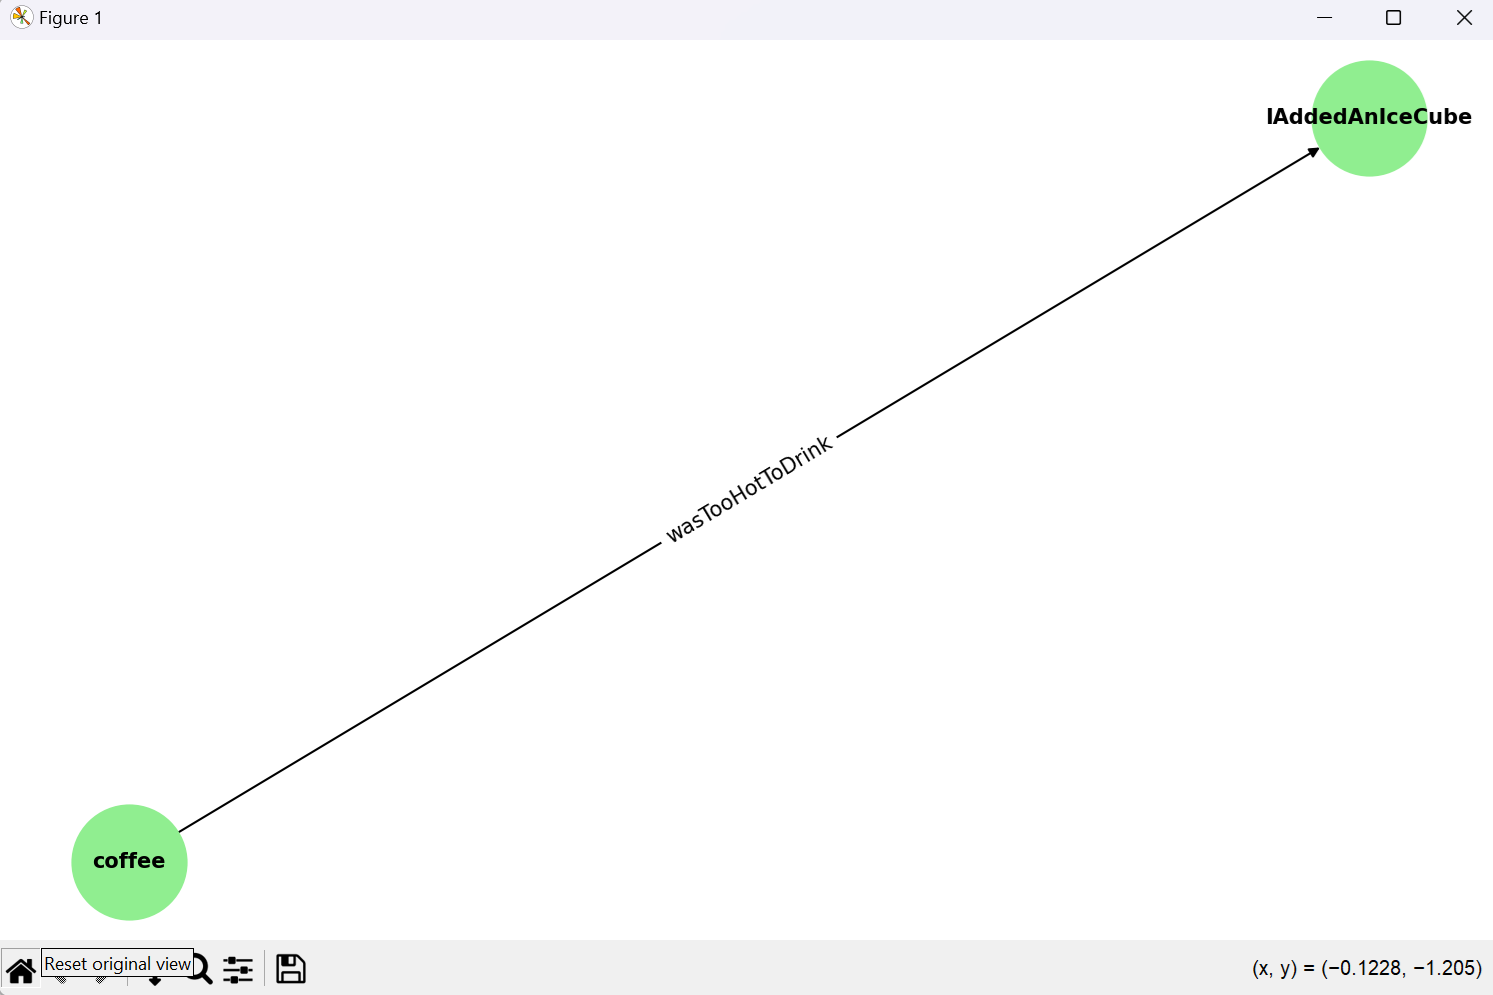 Figure 1
IAddedAnIceCube
wasTooHotToDrink
coffee
Reset original view
(x, y) = (−0.1228, −1.205)